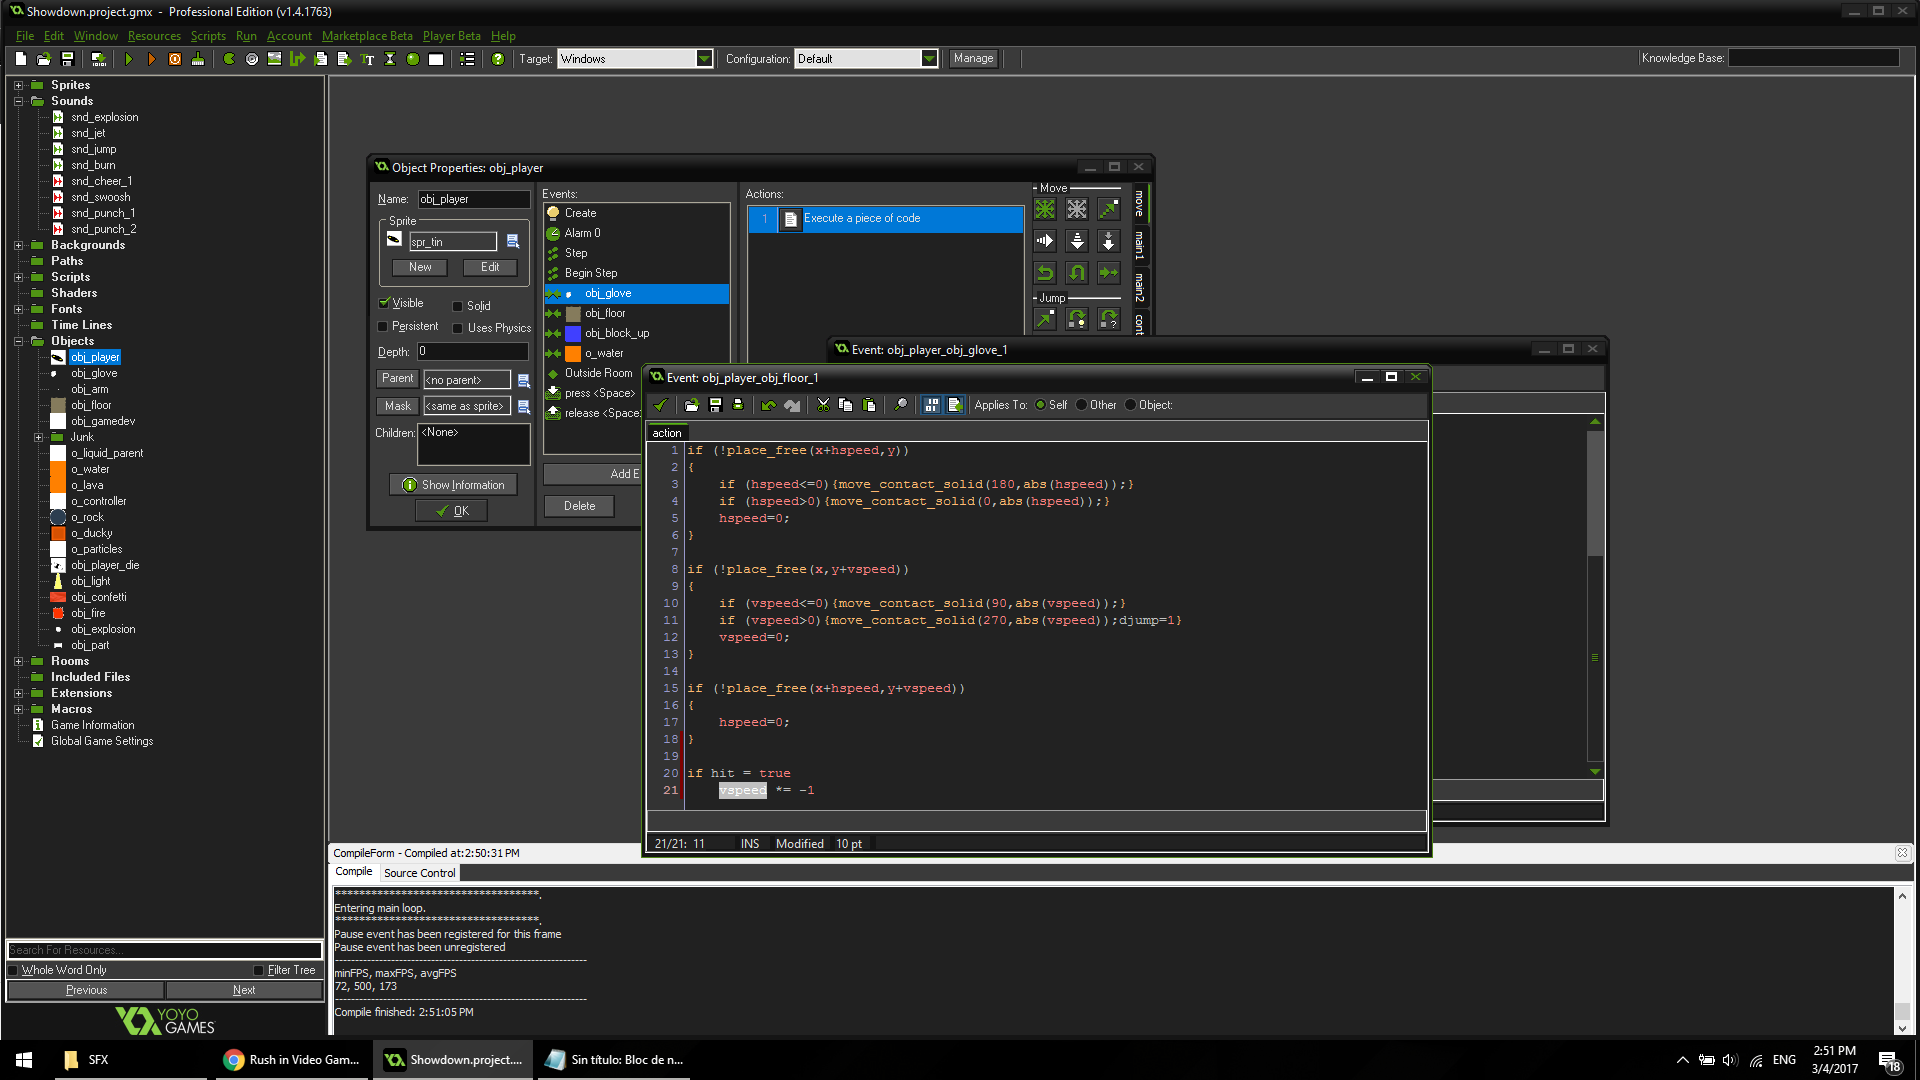 Showdown.project.gmx - Professional Edition (v1.4.1763)
File Edit Window Resources Scripts Run Account Marketplace Beta Player Beta Help
Target: Windows Configuration: Default Manage Knowledge Base:
Sprites
Sounds
snd_explosion
snd_jet
snd_jump
snd_burn
snd_cheer_1
snd_swoosh
snd_punch_1
snd_punch_2
Backgrounds
Paths
Scripts
Shaders
Fonts
Time Lines
Objects
obj_player
obj_glove
obj_arm
obj_floor
obj_gamedev
Junk
o_liquid_parent
o_water
o_lava
o_controller
o_rock
o_ducky
o_particles
obj_player_die
obj_light
obj_confetti
obj_fire
obj_explosion
obj_part
Rooms
Included Files
Extensions
Macros
Game Information
Global Game Settings
Search For Resources...
Whole Word Only Filter Tree
Previous Next
YOYO
GAMES
Object Properties: obj_player
Name: obj_player
Sprite
spr_tin
New Edit
Visible Solid
Persistent Uses Physics
Depth: 0
Parent <no parent>
Mask <same as sprite>
Children: <None>
Show Information
OK
Events:
Create
Alarm 0
Step
Begin Step
obj_glove
obj_floor
obj_block_up
o_water
Outside Room
press <Space>
release <Space>
Add E
Delete
Actions:
1 Execute a piece of code
Move
Jump
move
main1
main2
cont
Event: obj_player_obj_glove_1
Event: obj_player_obj_floor_1
Applies To: Self Other Object:
action
1 if (!place_free(x+hspeed,y))
2 {
3 if (hspeed<=0){move_contact_solid(180,abs(hspeed));}
4 if (hspeed>0){move_contact_solid(0,abs(hspeed));}
5 hspeed=0;
6 }
7
8 if (!place_free(x,y+vspeed))
9 {
10 if (vspeed<=0){move_contact_solid(90,abs(vspeed));}
11 if (vspeed>0){move_contact_solid(270,abs(vspeed));djump=1}
12 vspeed=0;
13 }
14
15 if (!place_free(x+hspeed,y+vspeed))
16 {
17 hspeed=0;
18 }
19
20 if hit = true
21 vspeed *= -1
21/21: 11 INS Modified 10 pt
CompileForm - Compiled at:2:50:31 PM
Compile Source Control
**********************************.
Entering main loop.
**********************************.
Pause event has been registered for this frame
Pause event has been unregistered
minFPS, maxFPS, avgFPS
72, 500, 173
Compile finished: 2:51:05 PM
SFX
Rush in Video Gam...
Showdown.project....
Sin título: Bloc de n...
ENG
2:51 PM
3/4/2017
18